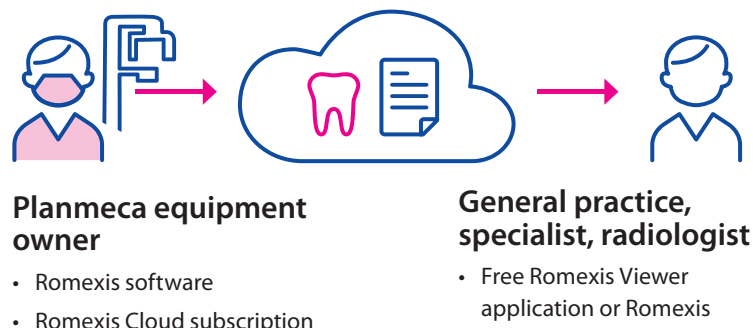 Planmeca equipment
owner
• Romexis software
• Romexis Cloud subscription
General practice,
specialist, radiologist
• Free Romexis Viewer
application or Romexis